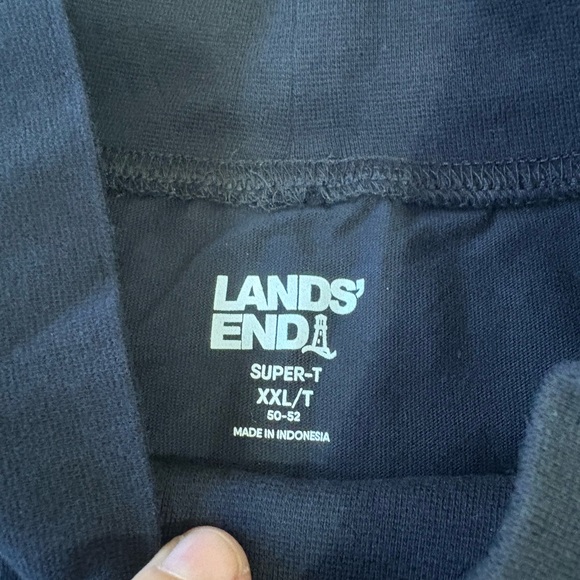 LANDS'
END
SUPER-T
XXL/T
50-52
MADE IN INDONESIA